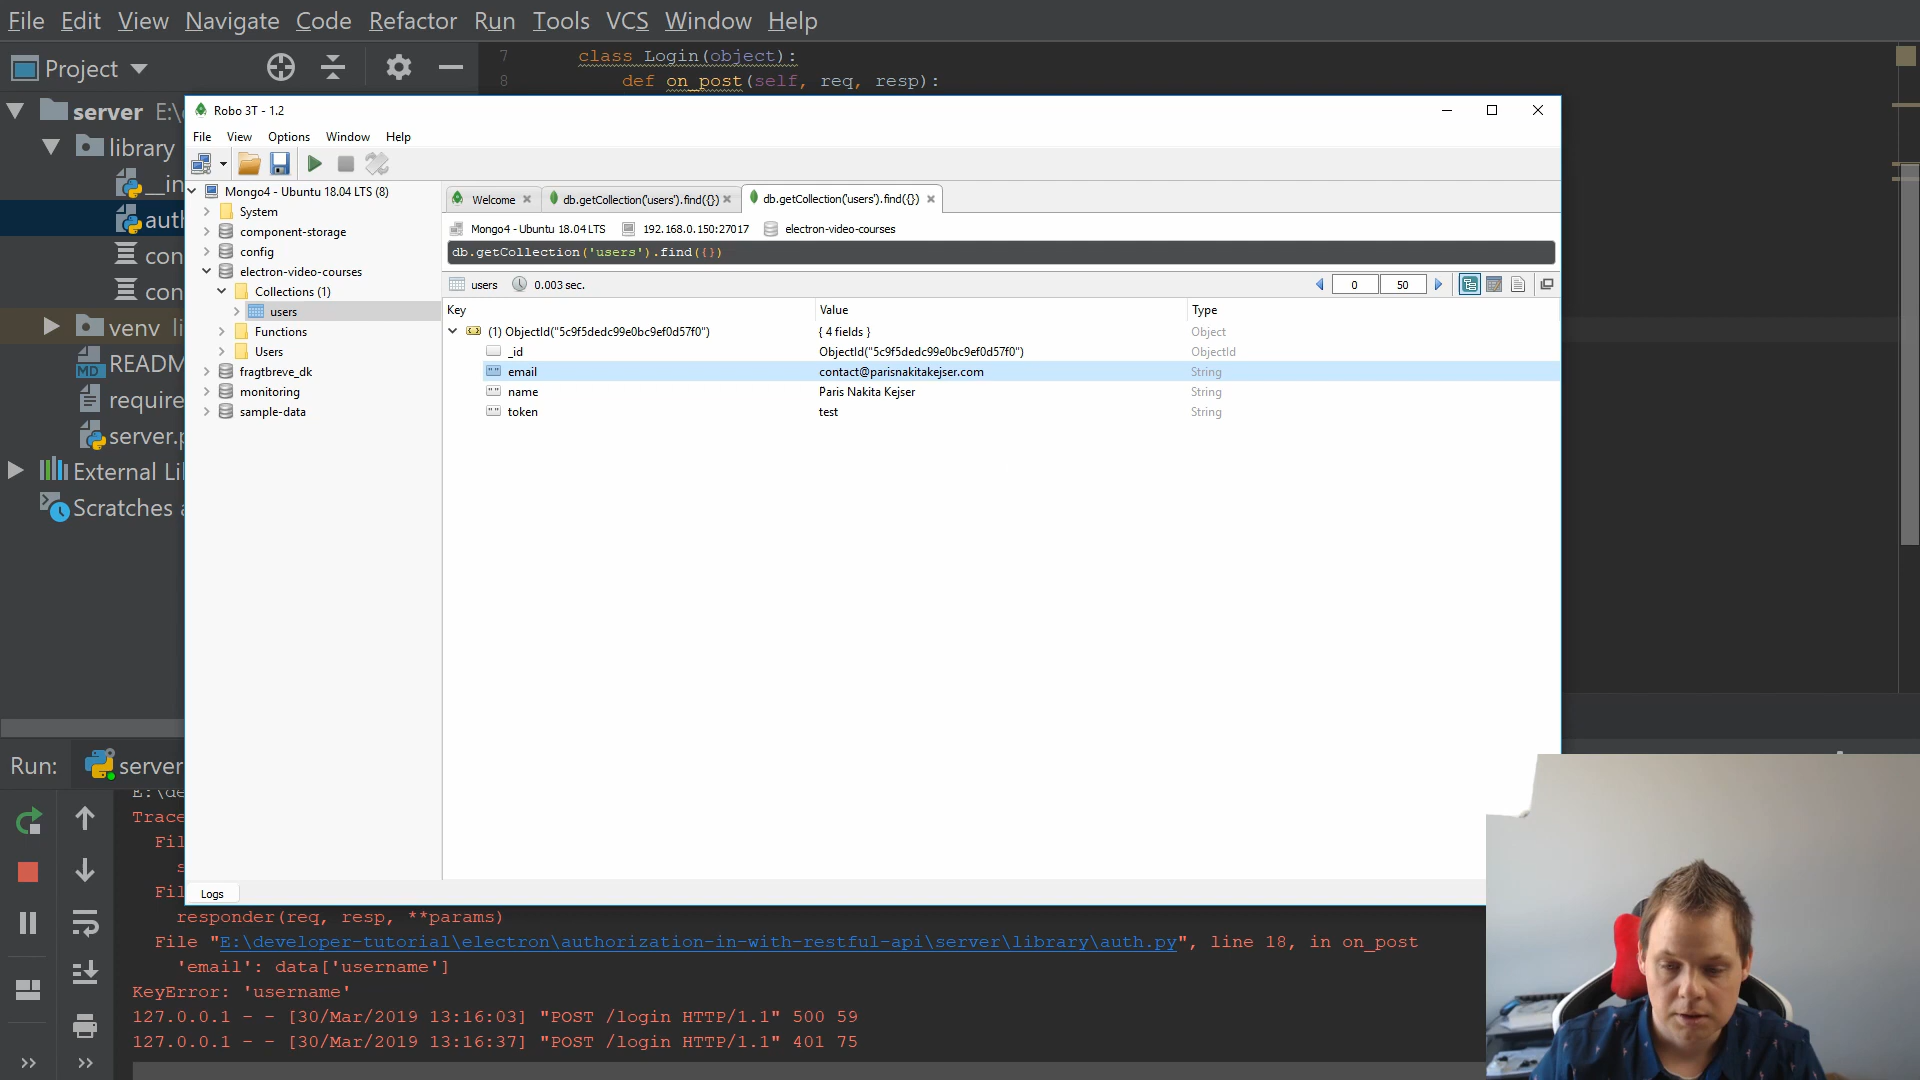 File Edit View Navigate Code Refactor Run Tools VCS Window Help
Project
7 class Login(object):
8 def on_post(self, req, resp):
server E:\
library
__in
auth
con
con
venv li
READM
MD
require
server.p
External Li
Scratches a
Robo 3T - 1.2
File View Options Window Help
Mongo4 - Ubuntu 18.04 LTS (8)
System
component-storage
config
electron-video-courses
Collections (1)
users
Functions
Users
fragtbreve_dk
monitoring
sample-data
Welcome db.getCollection('users').find({}) db.getCollection('users').find({})
Mongo4 - Ubuntu 18.04 LTS 192.168.0.150:27017 electron-video-courses
db.getCollection('users').find({})
users 0.003 sec. 0 50
Key Value Type
(1) ObjectId("5c9f5dedc99e0bc9ef0d57f0") { 4 fields } Object
_id ObjectId("5c9f5dedc99e0bc9ef0d57f0") ObjectId
email contact@parisnakitakejser.com String
name Paris Nakita Kejser String
token test String
Logs
Run: server
E:\de
Trace
Fil
s
Fil
responder(req, resp, **params)
File "E:\developer-tutorial\electron\authorization-in-with-restful-api\server\library\auth.py", line 18, in on_post
'email': data['username']
KeyError: 'username'
127.0.0.1 - - [30/Mar/2019 13:16:03] "POST /login HTTP/1.1" 500 59
127.0.0.1 - - [30/Mar/2019 13:16:37] "POST /login HTTP/1.1" 401 75